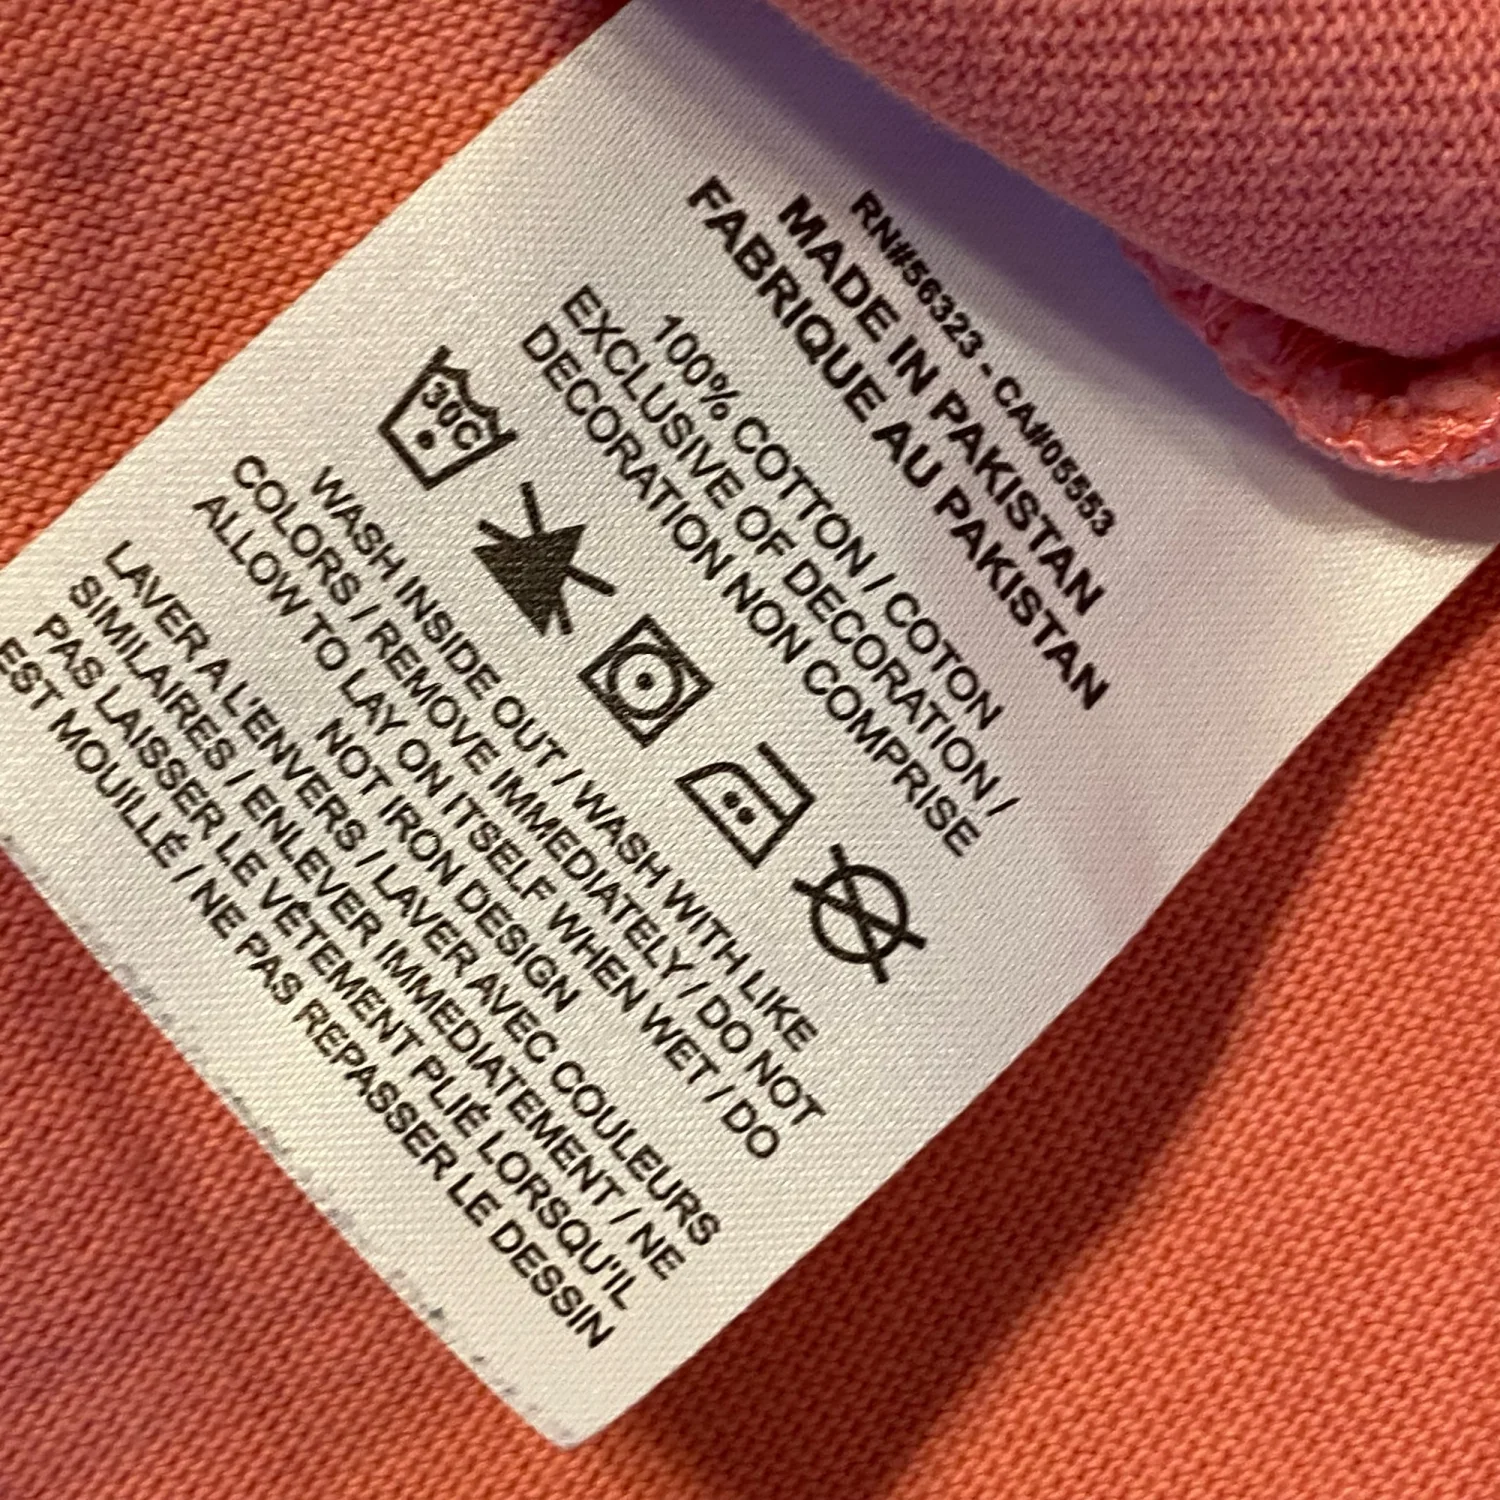 RN#56323 - CA#05553
MADE IN PAKISTAN
FABRIQUE AU PAKISTAN
100% COTTON / COTON
EXCLUSIVE OF DECORATION /
DECORATION NON COMPRISE
30C
WASH INSIDE OUT / WASH WITH LIKE
COLORS / REMOVE IMMEDIATELY / DO NOT
ALLOW TO LAY ON ITSELF WHEN WET / DO
NOT IRON DESIGN
LAVER A L'ENVERS / LAVER AVEC COULEURS
SIMILAIRES / ENLEVER IMMEDIATEMENT / NE
PAS LAISSER LE VÊTEMENT PLIÉ LORSQU'IL
EST MOUILLÉ / NE PAS REPASSER LE DESSIN